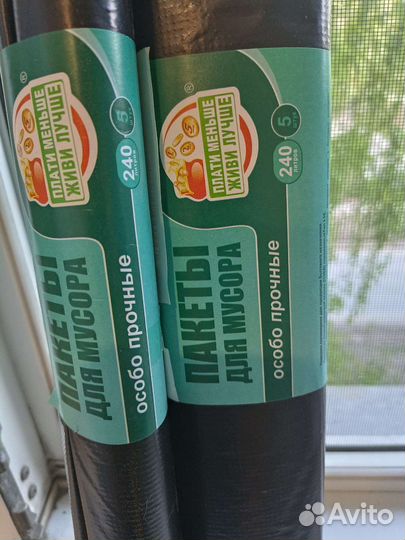 ПЛАТИ МЕНЬШЕ
ЖИВИ ЛУЧШЕ
®
240
литров
5
штук
ПАКЕТЫ
ДЛЯ МУСОРА
особо прочные
ПЛАТИ МЕНЬШЕ
ЖИВИ ЛУЧШЕ
®
240
литров
5
штук
ПАКЕТЫ
ДЛЯ МУСОРА
особо прочные
Avito